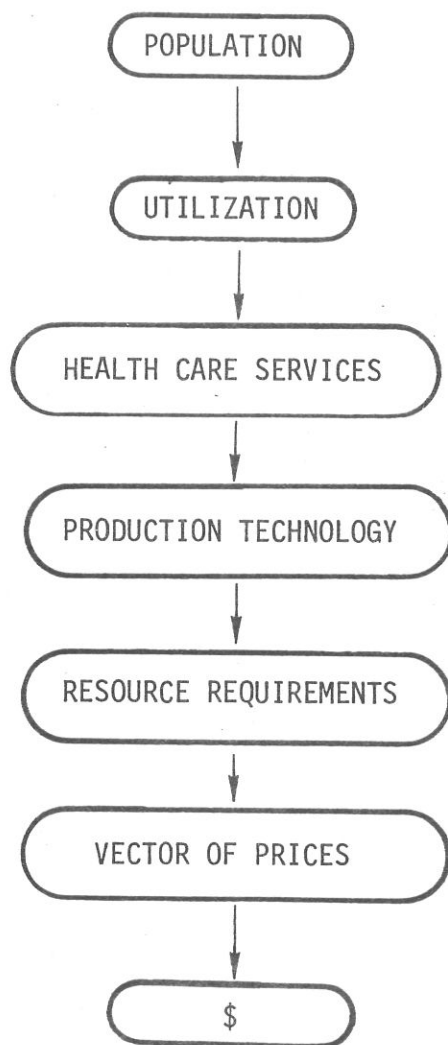 POPULATION
UTILIZATION
HEALTH CARE SERVICES
PRODUCTION TECHNOLOGY
RESOURCE REQUIREMENTS
VECTOR OF PRICES
$